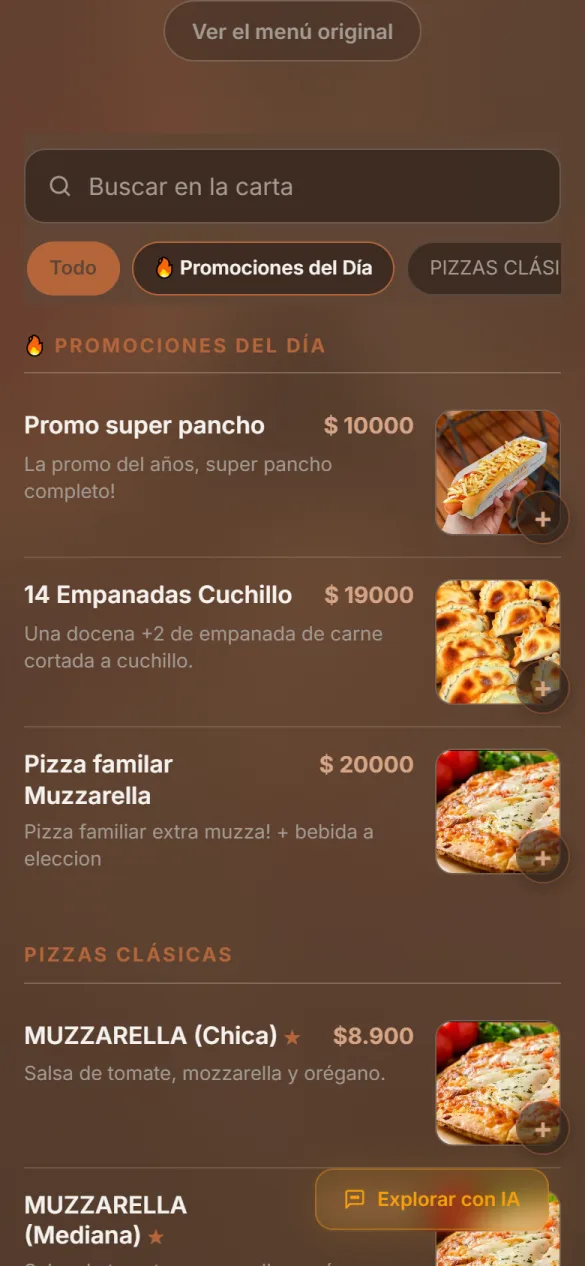 Ver el menú original
Buscar en la carta
Todo
🔥 Promociones del Día
PIZZAS CLÁSI
🔥 PROMOCIONES DEL DÍA
Promo super pancho $ 10000
La promo del años, super pancho
completo!
14 Empanadas Cuchillo $ 19000
Una docena +2 de empanada de carne
cortada a cuchillo.
Pizza familar $ 20000
Muzzarella
Pizza familiar extra muzza! + bebida a
eleccion
PIZZAS CLÁSICAS
MUZZARELLA (Chica) ★ $8.900
Salsa de tomate, mozzarella y orégano.
MUZZARELLA
(Mediana) ★
Explorar con IA